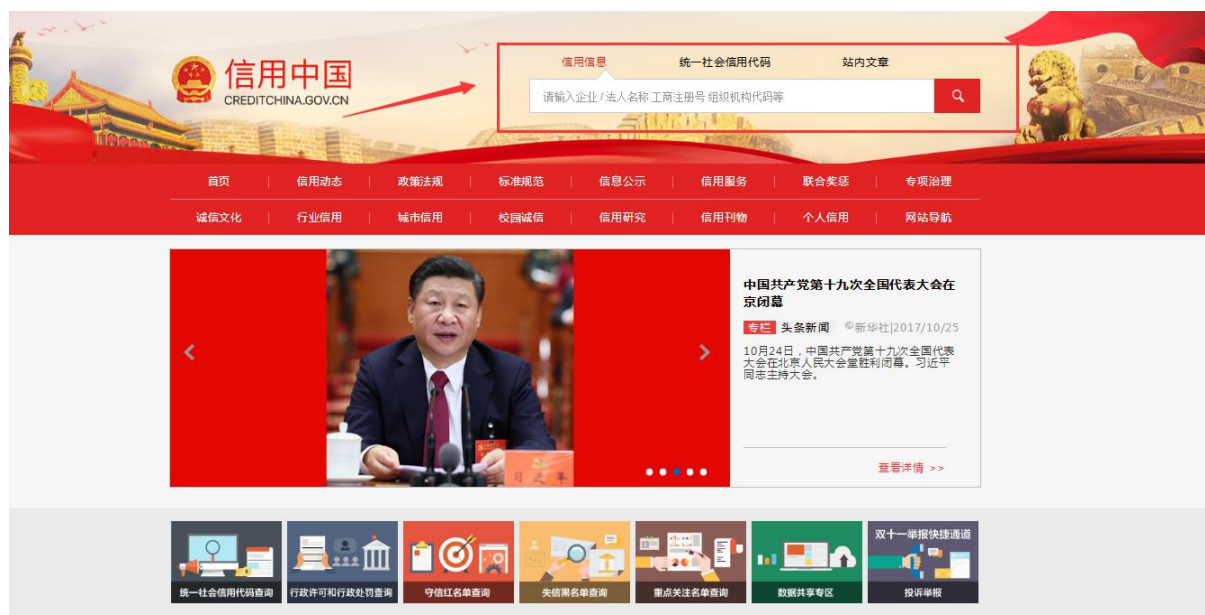 信用中国
CREDITCHINA.GOV.CN
信用信息 统一社会信用代码 站内文章
请输入企业 / 法人名称 工商注册号 组织机构代码等
首页 | 信用动态 | 政策法规 | 标准规范 | 信息公示 | 信用服务 | 联合奖惩 | 专项治理
诚信文化 | 行业信用 | 城市信用 | 校园诚信 | 信用研究 | 信用刊物 | 个人信用 | 网站导航
中国共产党第十九次全国代表大会在
京闭幕
专栏 头条新闻 ©新华社|2017/10/25
10月24日，中国共产党第十九次全国代表
大会在北京人民大会堂胜利闭幕。习近平
同志主持大会。
习近平
查看详情 >>
双十一举报快捷通道
统一社会信用代码查询 行政许可和行政处罚查询 守信红名单查询 失信黑名单查询 重点关注名单查询 数据共享专区 投诉举报